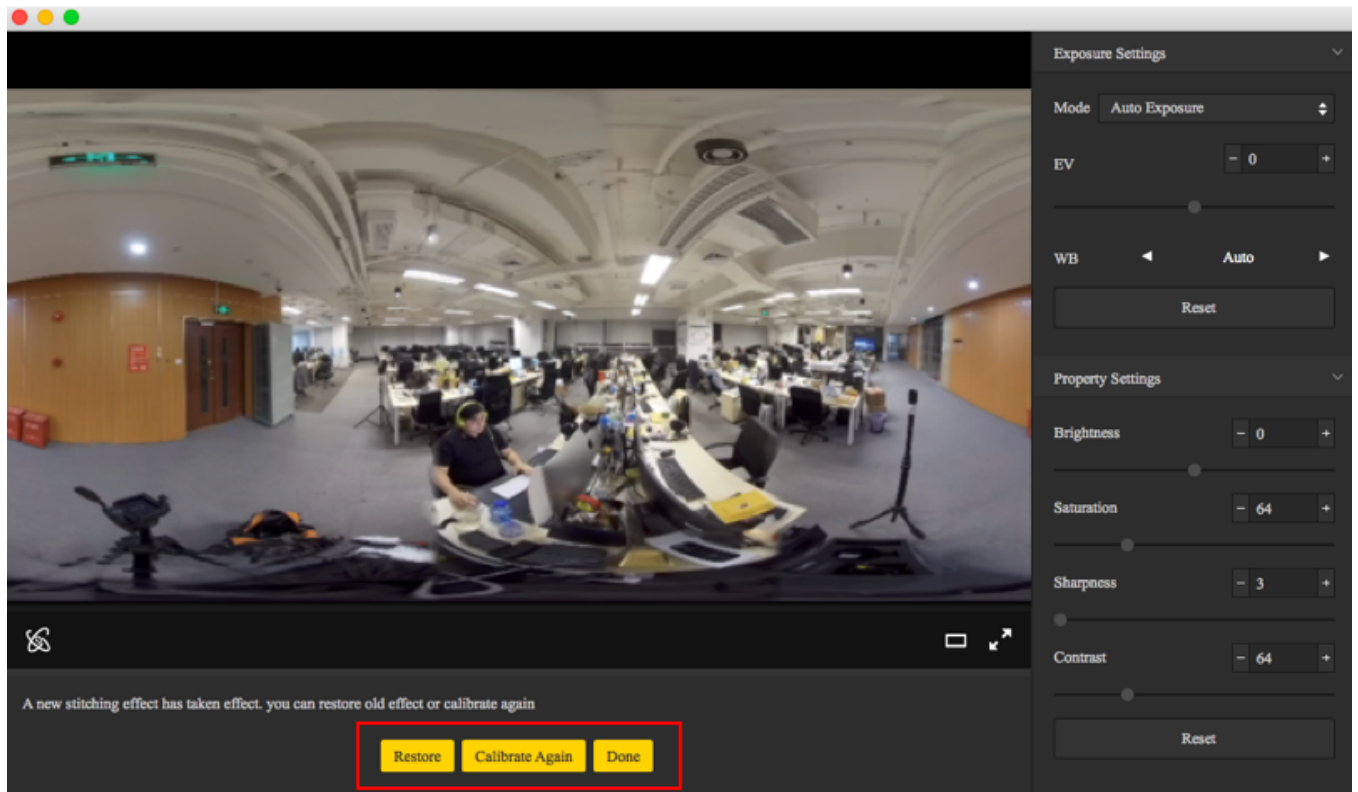 Exposure Settings
Mode Auto Exposure
EV − 0 +
WB Auto
Reset
Property Settings
Brightness − 0 +
Saturation − 64 +
Sharpness − 3 +
Contrast − 64 +
Reset
A new stitching effect has taken effect. you can restore old effect or calibrate again
Restore Calibrate Again Done